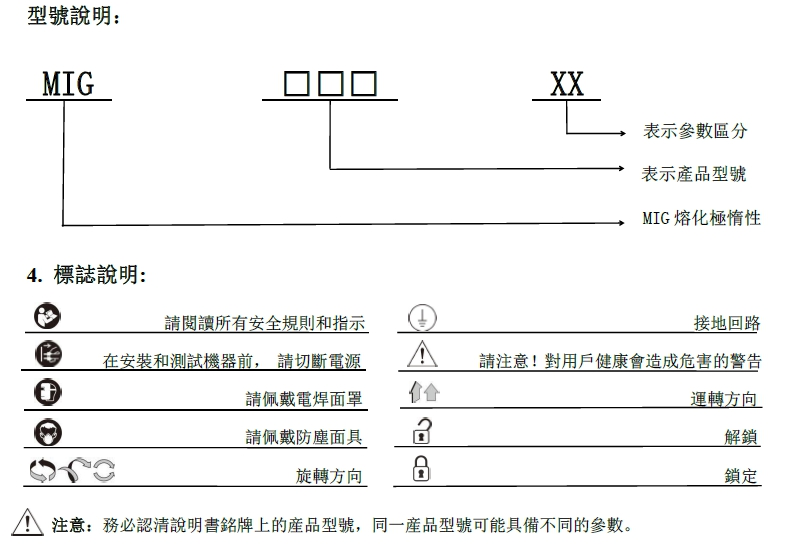 型號說明：
MIG □□□ XX
表示參數區分
表示產品型號
MIG 熔化極惰性
4. 標誌說明:
請閱讀所有安全規則和指示
接地回路
在安裝和測試機器前， 請切斷電源
請注意！對用戶健康會造成危害的警告
請佩戴電焊面罩
運轉方向
請佩戴防塵面具
解鎖
旋轉方向
鎖定
注意：務必認清說明書銘牌上的產品型號，同一產品型號可能具備不同的參數。